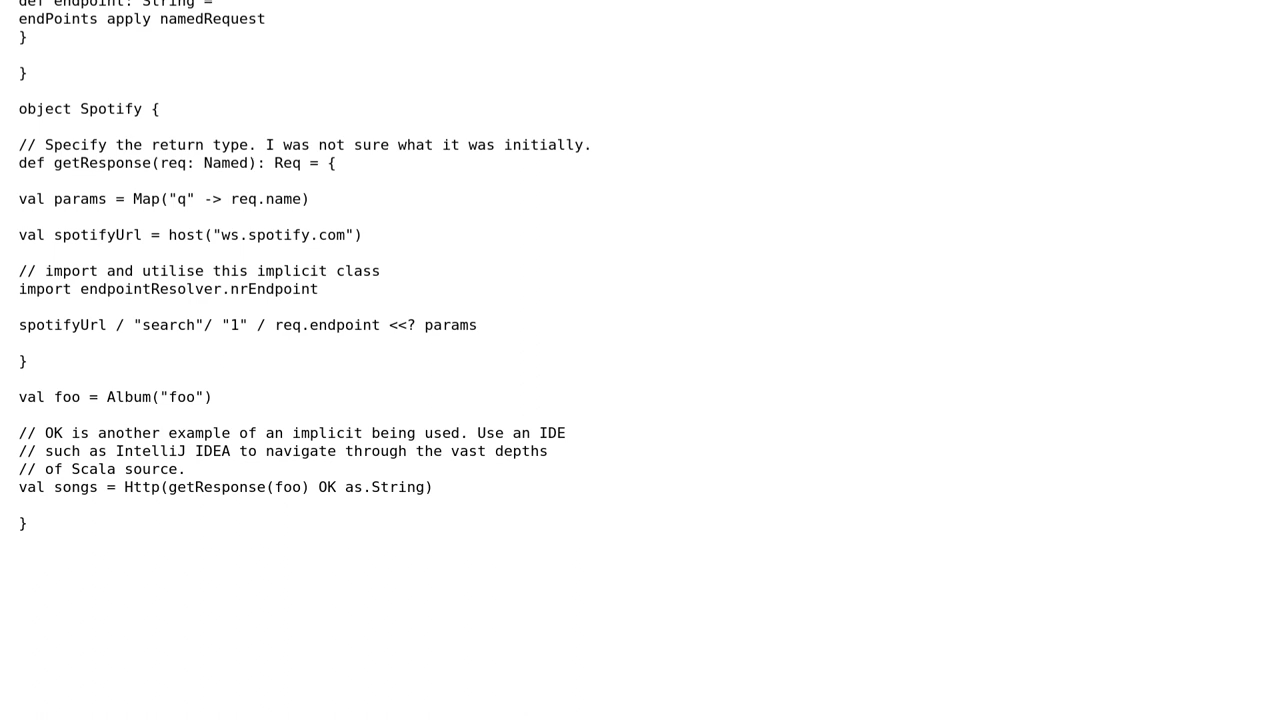 def endpoint: String =
endPoints apply namedRequest
}
}
object Spotify {
// Specify the return type. I was not sure what it was initially.
def getResponse(req: Named): Req = {
val params = Map("q" -> req.name)
val spotifyUrl = host("ws.spotify.com")
// import and utilise this implicit class
import endpointResolver.nrEndpoint
spotifyUrl / "search"/ "1" / req.endpoint <<? params
}
val foo = Album("foo")
// OK is another example of an implicit being used. Use an IDE
// such as IntelliJ IDEA to navigate through the vast depths
// of Scala source.
val songs = Http(getResponse(foo) OK as.String)
}